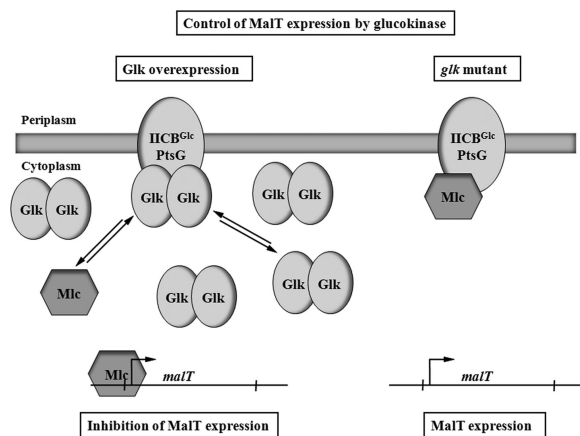 Control of MalT expression by glucokinase
Glk overexpression
glk mutant
Periplasm
IICB^Glc
PtsG
IICB^Glc
PtsG
Cytoplasm
Glk Glk
Glk Glk
Glk Glk
Mlc
Glk Glk
Glk Glk
Mlc
Mlc
malT
malT
Inhibition of MalT expression
MalT expression